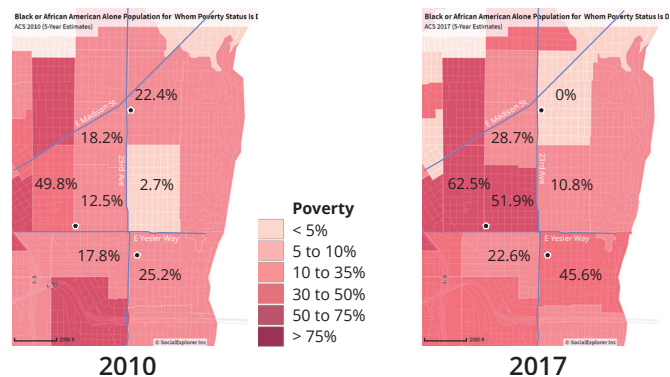 Black or African American Alone Population for Whom Poverty Status Is D
ACS 2010 (5-Year Estimates)
22.4%
E Madison St
18.2%
23rd Ave
49.8%
2.7%
12.5%
E Yesler Way
17.8%
25.2%
2000 ft
© SocialExplorer Inc
2010
Poverty
< 5%
5 to 10%
10 to 35%
30 to 50%
50 to 75%
> 75%
Black or African American Alone Population for Whom Poverty Status Is D
ACS 2017 (5-Year Estimates)
0%
E Madison St
28.7%
23rd Ave
62.5%
10.8%
51.9%
E Yesler Way
22.6%
45.6%
2000 ft
© SocialExplorer Inc
2017